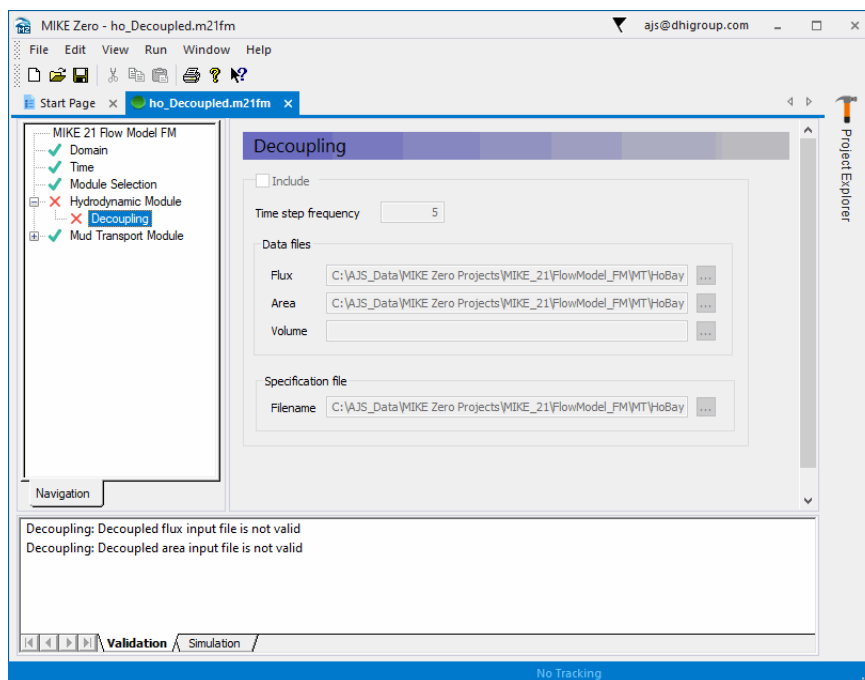 MIKE Zero - ho_Decoupled.m21fm
ajs@dhigroup.com
File Edit View Run Window Help
Start Page
ho_Decoupled.m21fm
Project Explorer
MIKE 21 Flow Model FM
Domain
Time
Module Selection
Hydrodynamic Module
Decoupling
Mud Transport Module
Navigation
Decoupling
Include
Time step frequency 5
Data files
Flux C:\AJS_Data\MIKE Zero Projects\MIKE_21\FlowModel_FM\MT\HoBay ...
Area C:\AJS_Data\MIKE Zero Projects\MIKE_21\FlowModel_FM\MT\HoBay ...
Volume ...
Specification file
Filename C:\AJS_Data\MIKE Zero Projects\MIKE_21\FlowModel_FM\MT\HoBay ...
Decoupling: Decoupled flux input file is not valid
Decoupling: Decoupled area input file is not valid
Validation Simulation
No Tracking